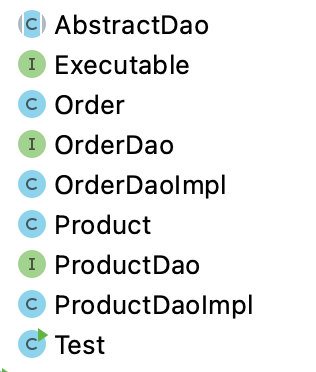 C AbstractDao
I Executable
C Order
I OrderDao
C OrderDaoImpl
C Product
I ProductDao
C ProductDaoImpl
C Test